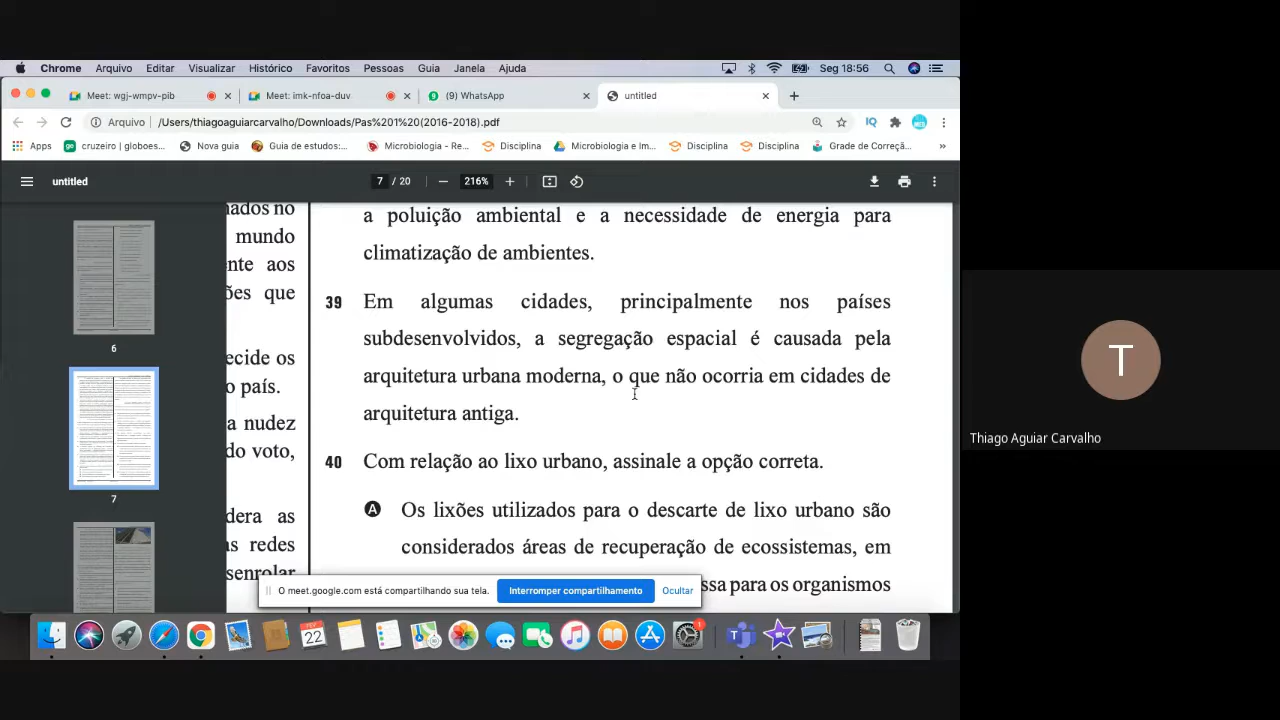 Chrome Arquivo Editar Visualizar Histórico Favoritos Pessoas Guia Janela Ajuda Seg 18:56
Meet: wgj-wmpv-pib Meet: imk-nfoa-duv (9) WhatsApp untitled
Arquivo /Users/thiagoaguiarcarvalho/Downloads/Pas%201%20(2016-2018).pdf
Apps cruzeiro | globoes... Nova guia Guia de estudos:... Microbiologia - Re... Disciplina Microbiologia e Im... Disciplina Disciplina Grade de Correçã... »
untitled 7 / 20 216%
nados no
mundo
nte aos
ões que
ecide os
o país.
a nudez
do voto,
dera as
as redes
senrolar
6
7
a poluição ambiental e a necessidade de energia para
climatização de ambientes.
39 Em algumas cidades, principalmente nos países
subdesenvolvidos, a segregação espacial é causada pela
arquitetura urbana moderna, o que não ocorria em cidades de
arquitetura antiga.
40 Com relação ao lixo urbano, assinale a opção correta.
A Os lixões utilizados para o descarte de lixo urbano são
considerados áreas de recuperação de ecossistemas, em
ssa para os organismos
O meet.google.com está compartilhando sua tela. Interromper compartilhamento Ocultar
FEV
22
1
T
Thiago Aguiar Carvalho